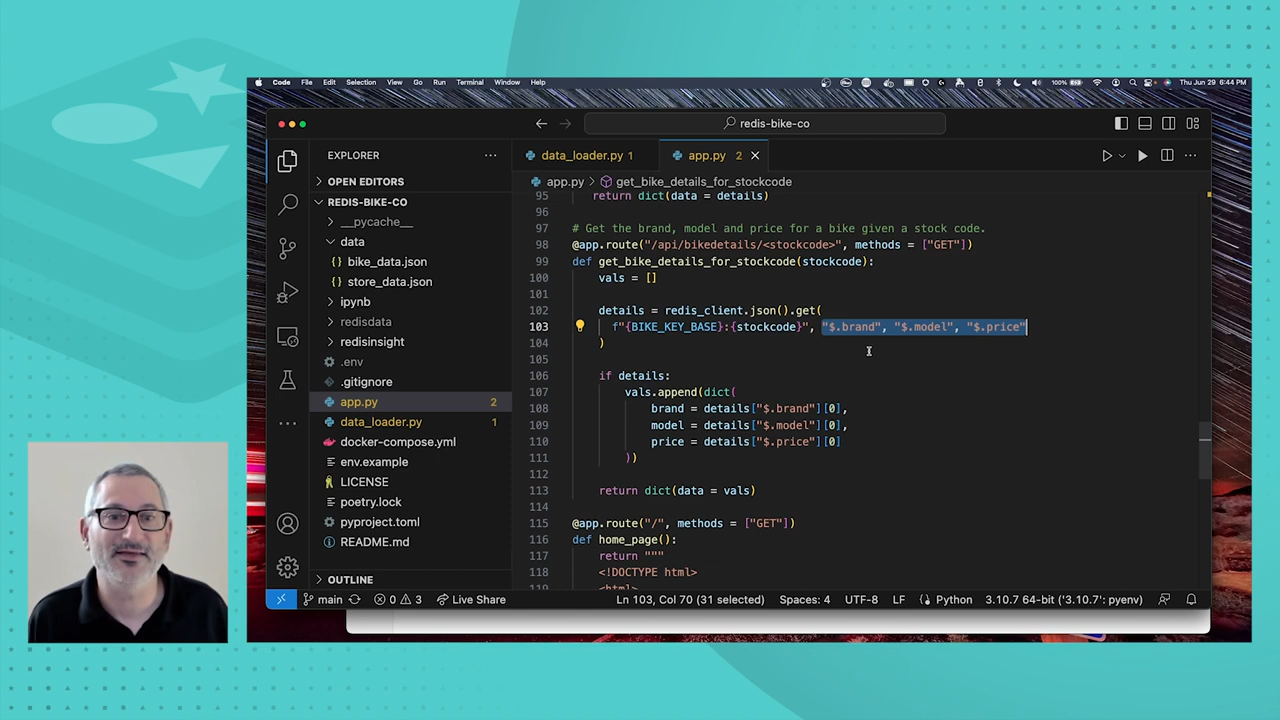 Code File Edit Selection View Go Run Terminal Window Help 100% Thu Jun 29 6:44 PM
redis-bike-co
EXPLORER
OPEN EDITORS
REDIS-BIKE-CO
__pycache__
data
bike_data.json
store_data.json
ipynb
redisdata
redisinsight
.env
.gitignore
app.py 2
data_loader.py 1
docker-compose.yml
env.example
LICENSE
poetry.lock
pyproject.toml
README.md
OUTLINE
data_loader.py 1 app.py 2
app.py > get_bike_details_for_stockcode
95 return dict(data = details)
96
97 # Get the brand, model and price for a bike given a stock code.
98 @app.route("/api/bikedetails/<stockcode>", methods = ["GET"])
99 def get_bike_details_for_stockcode(stockcode):
100 vals = []
101
102 details = redis_client.json().get(
103 f"{BIKE_KEY_BASE}:{stockcode}", "$.brand", "$.model", "$.price"
104 )
105
106 if details:
107 vals.append(dict(
108 brand = details["$.brand"][0],
109 model = details["$.model"][0],
110 price = details["$.price"][0]
111 ))
112
113 return dict(data = vals)
114
115 @app.route("/", methods = ["GET"])
116 def home_page():
117 return """
118 <!DOCTYPE html>
119 <html>
main 0 3 Live Share Ln 103, Col 70 (31 selected) Spaces: 4 UTF-8 LF Python 3.10.7 64-bit ('3.10.7': pyenv)